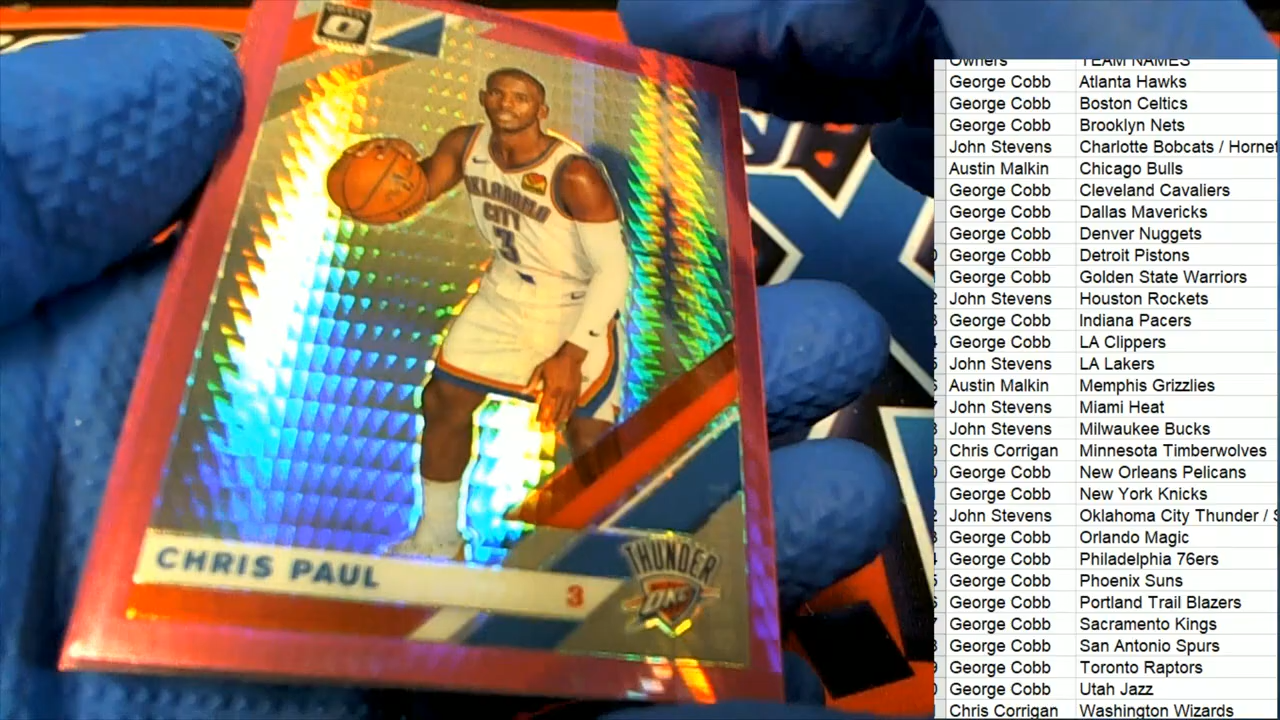 OPTIC
OKLAHOMA
CITY
3
CHRIS PAUL
3
THUNDER
OKC
Owners TEAM NAMES
George Cobb Atlanta Hawks
George Cobb Boston Celtics
George Cobb Brooklyn Nets
John Stevens Charlotte Bobcats / Hornet
Austin Malkin Chicago Bulls
George Cobb Cleveland Cavaliers
George Cobb Dallas Mavericks
George Cobb Denver Nuggets
George Cobb Detroit Pistons
George Cobb Golden State Warriors
John Stevens Houston Rockets
George Cobb Indiana Pacers
George Cobb LA Clippers
John Stevens LA Lakers
Austin Malkin Memphis Grizzlies
John Stevens Miami Heat
John Stevens Milwaukee Bucks
Chris Corrigan Minnesota Timberwolves
George Cobb New Orleans Pelicans
George Cobb New York Knicks
John Stevens Oklahoma City Thunder / S
George Cobb Orlando Magic
George Cobb Philadelphia 76ers
George Cobb Phoenix Suns
George Cobb Portland Trail Blazers
George Cobb Sacramento Kings
George Cobb San Antonio Spurs
George Cobb Toronto Raptors
George Cobb Utah Jazz
Chris Corrigan Washington Wizards